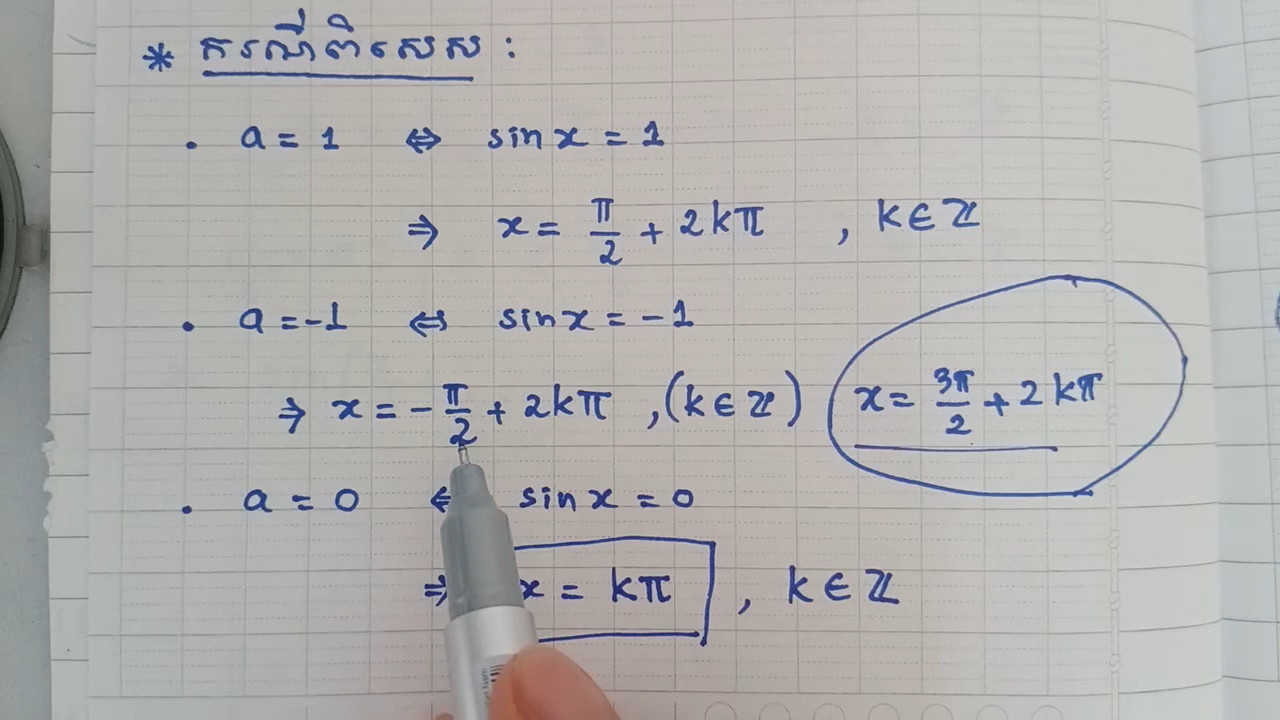 * ករណីពិសេស :
. a = 1 ⇔ sin x = 1
⇒ x = π/2 + 2kπ , k ∈ ℤ
. a = -1 ⇔ sin x = -1
⇒ x = - π/2 + 2kπ , (k ∈ ℤ) x = 3π/2 + 2kπ
. a = 0 ⇔ sin x = 0
⇒ x = kπ , k ∈ ℤ